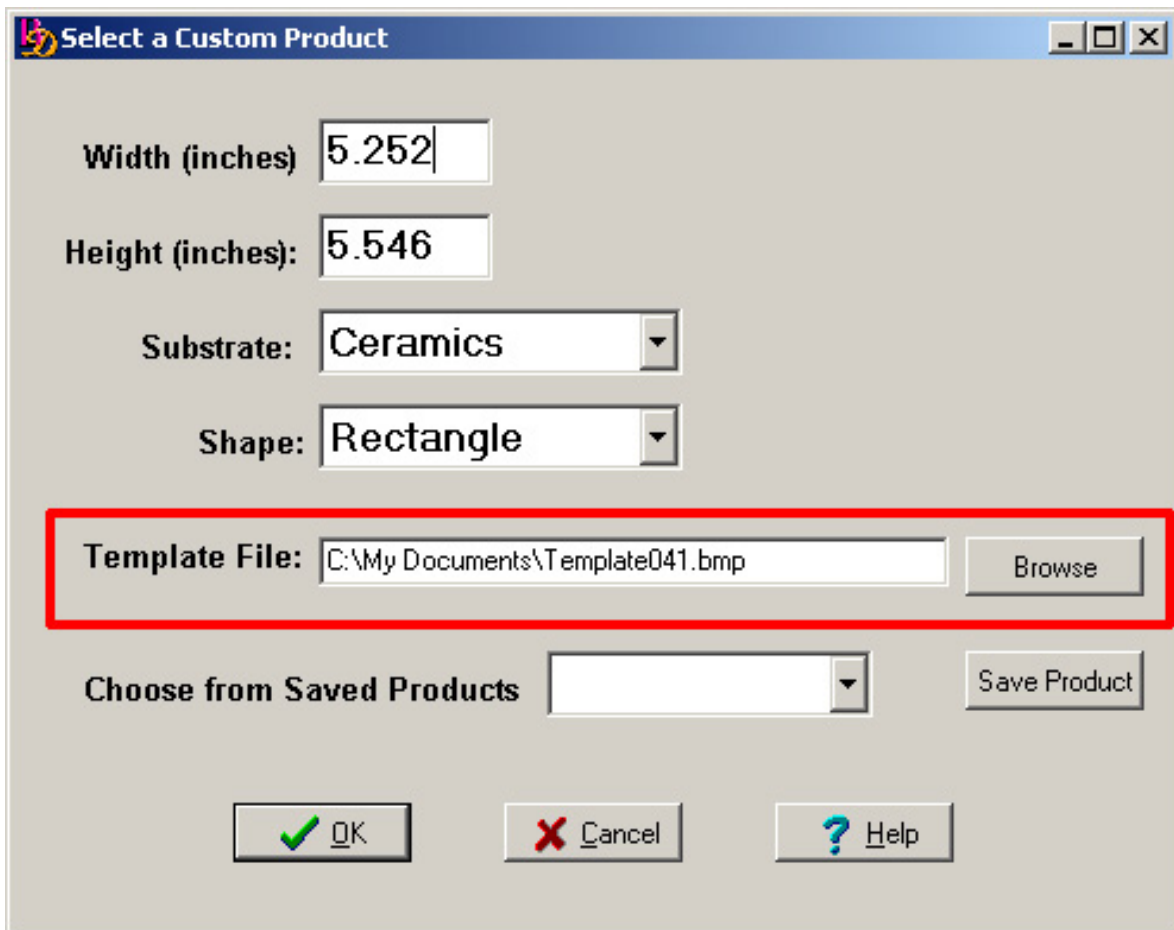 Select a Custom Product
Width (inches) 5.252
Height (inches): 5.546
Substrate: Ceramics
Shape: Rectangle
Template File: C:\My Documents\Template041.bmp Browse
Choose from Saved Products Save Product
OK Cancel Help